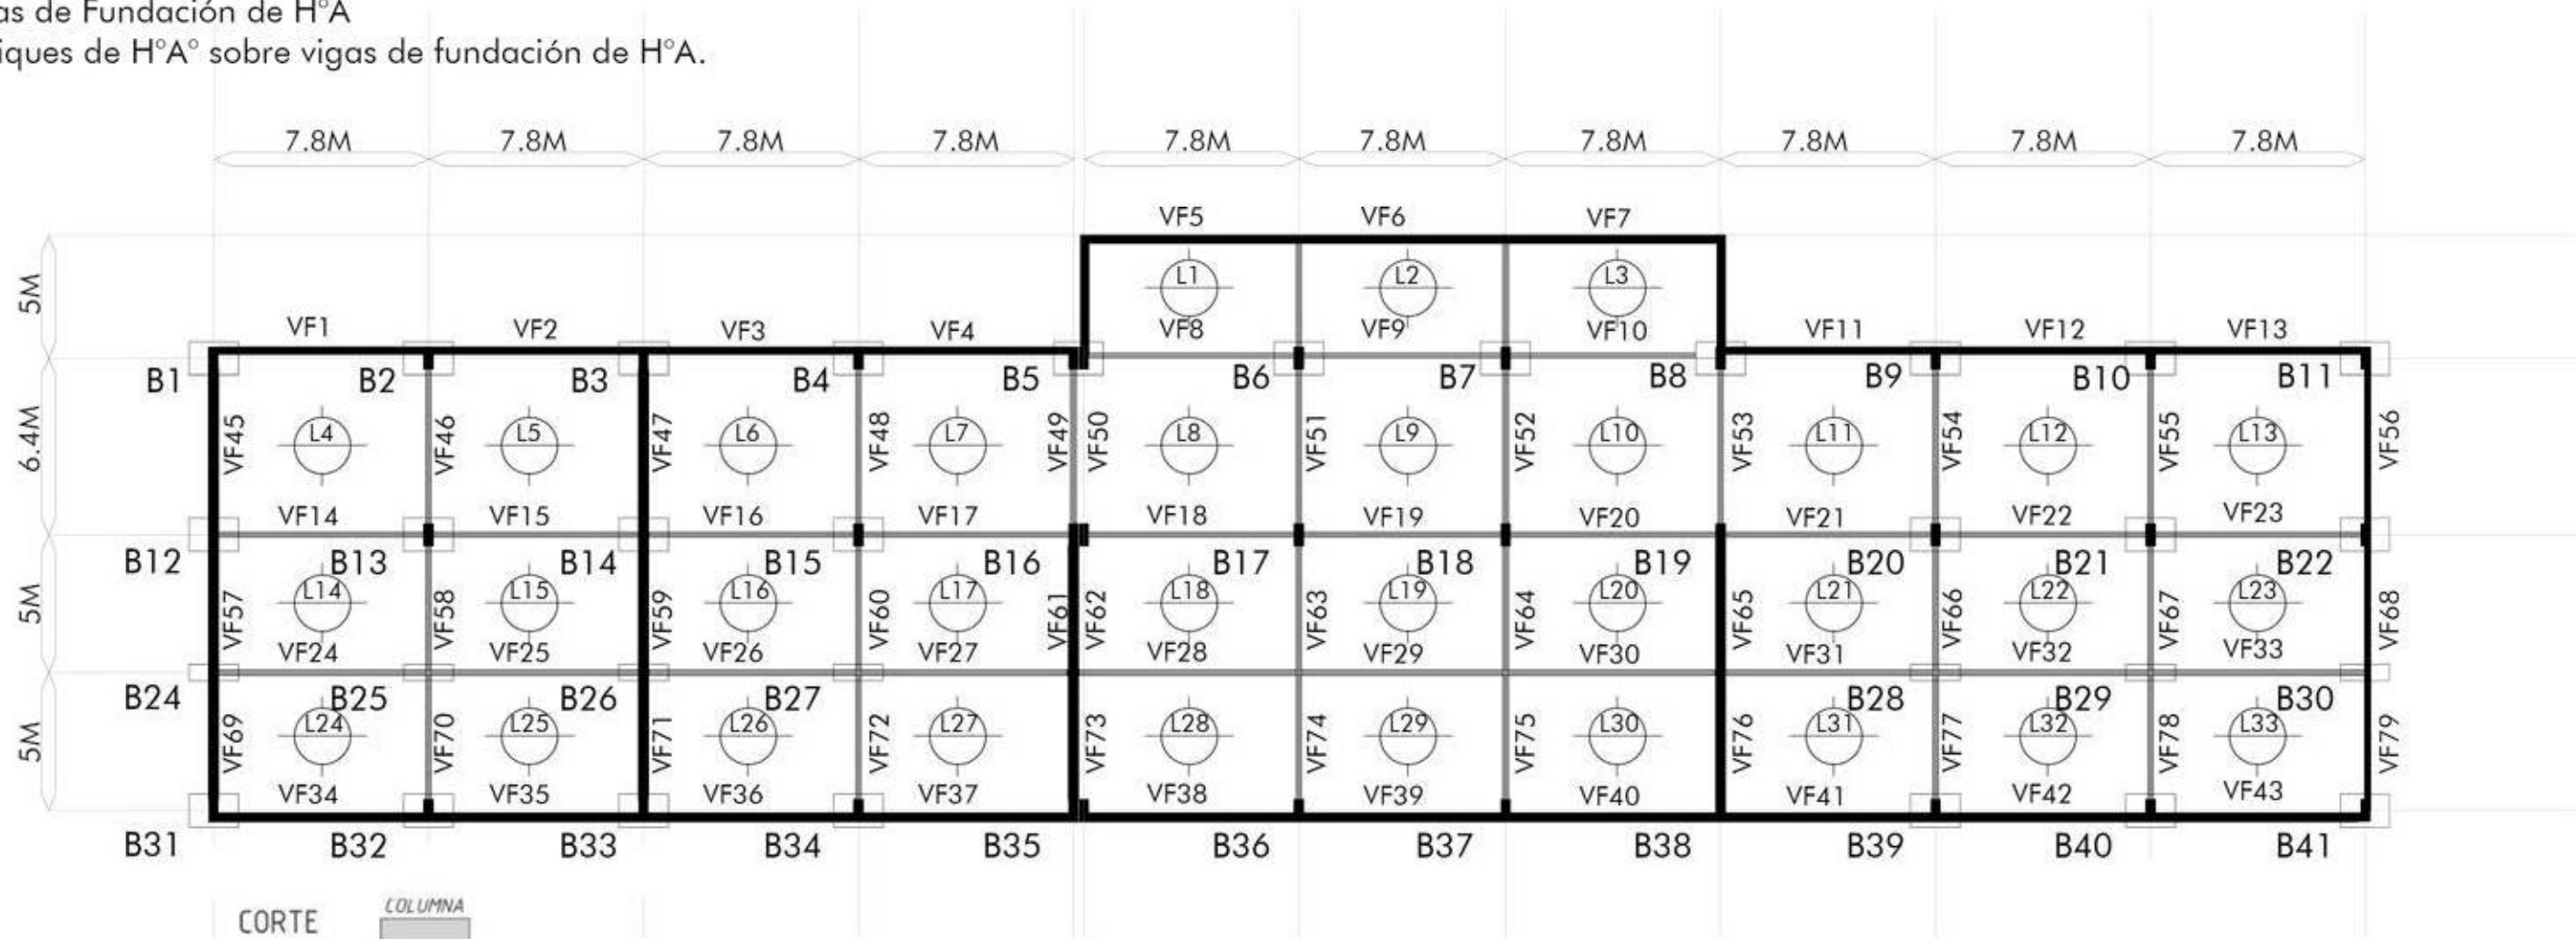 as de Fundación de H°A
iques de H°A° sobre vigas de fundación de H°A.
7.8M 7.8M 7.8M 7.8M 7.8M 7.8M 7.8M 7.8M 7.8M 7.8M
VF5 VF6 VF7
5M L1 L2 L3
VF1 VF2 VF3 VF4 VF8 VF9 VF10 VF11 VF12 VF13
B1 B2 B3 B4 B5 B6 B7 B8 B9 B10 B11
6.4M VF45 L4 VF46 L5 VF47 L6 VF48 L7 VF49 VF50 L8 VF51 L9 VF52 L10 VF53 L11 VF54 L12 VF55 L13 VF56
VF14 VF15 VF16 VF17 VF18 VF19 VF20 VF21 VF22 VF23
B12 B13 B14 B15 B16 B17 B18 B19 B20 B21 B22
5M VF57 L14 VF58 L15 VF59 L16 VF60 L17 VF61 VF62 L18 VF63 L19 VF64 L20 VF65 L21 VF66 L22 VF67 L23 VF68
VF24 VF25 VF26 VF27 VF28 VF29 VF30 VF31 VF32 VF33
B24 B25 B26 B27 B28 B29 B30
5M VF69 L24 VF70 L25 VF71 L26 VF72 L27 VF73 L28 VF74 L29 VF75 L30 VF76 L31 VF77 L32 VF78 L33 VF79
VF34 VF35 VF36 VF37 VF38 VF39 VF40 VF41 VF42 VF43
B31 B32 B33 B34 B35 B36 B37 B38 B39 B40 B41
CORTE COLUMNA